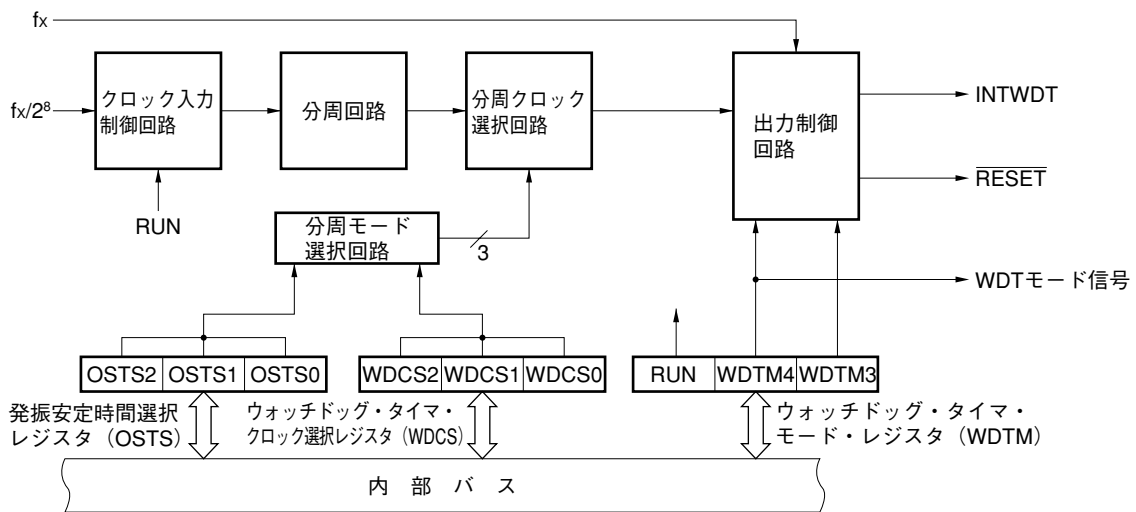 fx
fx/2⁸
クロック入力
制御回路
分周回路
分周クロック
選択回路
出力制御
回路
INTWDT
RESET
RUN
分周モード
選択回路
3
WDTモード信号
OSTS2 OSTS1 OSTS0
WDCS2 WDCS1 WDCS0
RUN WDTM4 WDTM3
発振安定時間選択
レジスタ（OSTS）
ウォッチドッグ・タイマ・
クロック選択レジスタ（WDCS）
ウォッチドッグ・タイマ・
モード・レジスタ（WDTM）
内 部 バ ス